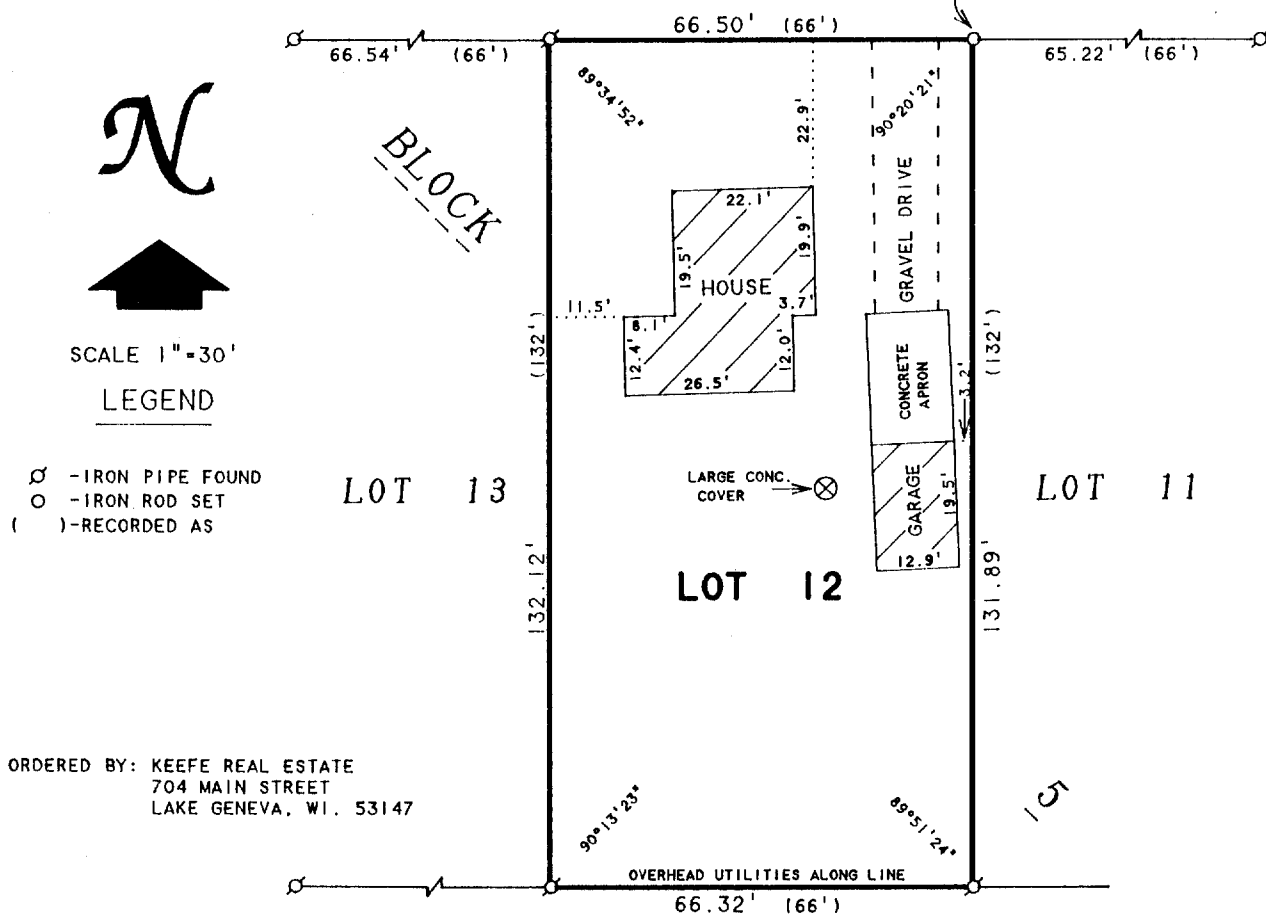 66.50' (66')
66.54' (66')
65.22' (66')
89°34'52"
90°20'21"
N
BLOCK
22.9'
22.1'
19.9'
19.5'
HOUSE
3.7'
GRAVEL DRIVE
11.5'
8.1'
12.4'
12.0'
26.5'
(132')
(132')
CONCRETE
APRON
3.2'
SCALE 1"=30'
LEGEND
-IRON PIPE FOUND
-IRON ROD SET
( )-RECORDED AS
LOT 13
LARGE CONC.
COVER
GARAGE
19.5'
12.9'
LOT 11
LOT 12
132.12'
131.89'
ORDERED BY: KEEFE REAL ESTATE
704 MAIN STREET
LAKE GENEVA, WI. 53147
90°13'23"
89°51'24"
5
OVERHEAD UTILITIES ALONG LINE
66.32' (66')